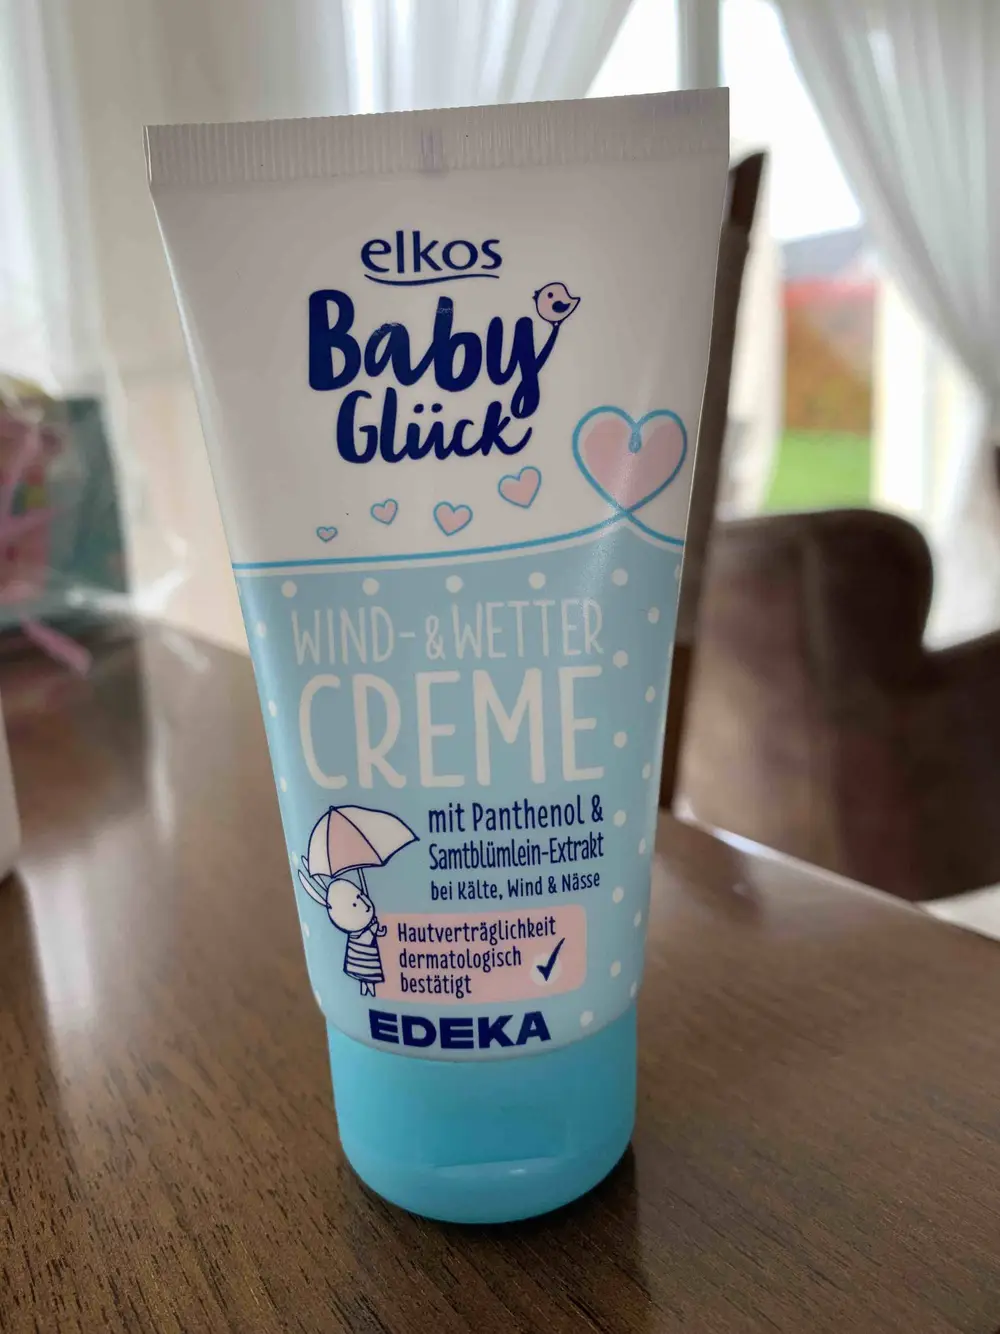 elkos
Baby
Glück
WIND- & WETTER
CREME
mit Panthenol &
Samtblümlein-Extrakt
bei Kälte, Wind & Nässe
Hautverträglichkeit
dermatologisch
bestätigt
EDEKA